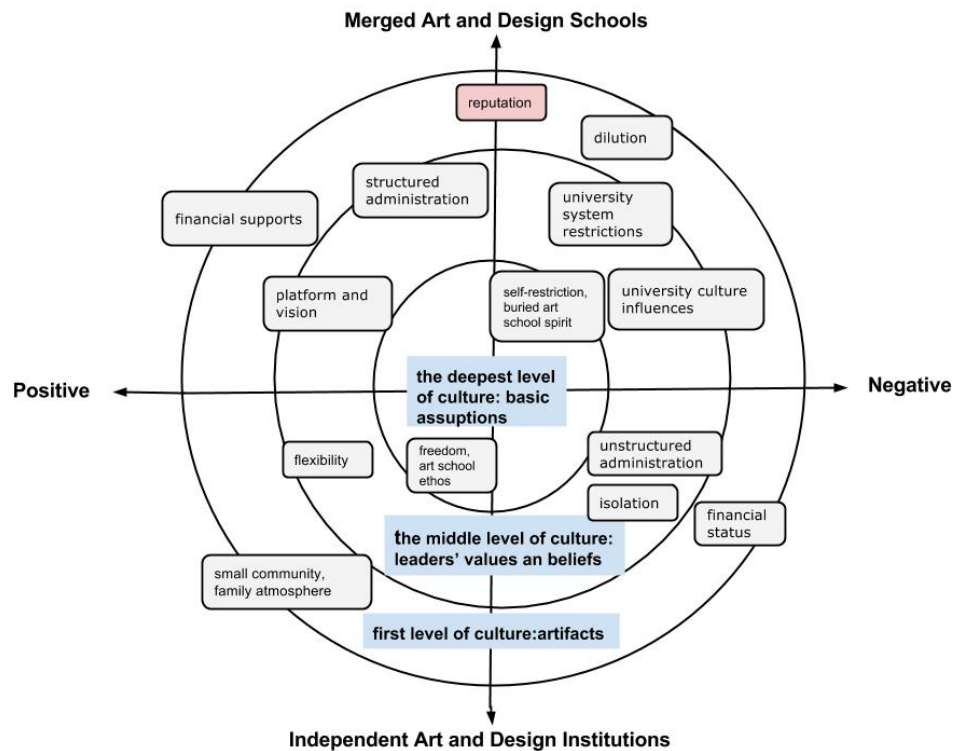 Merged Art and Design Schools
reputation
dilution
structured
administration
university
system
restrictions
financial supports
platform and
vision
self-restriction,
buried art
school spirit
university culture
influences
Positive
the deepest level
of culture: basic
assuptions
Negative
flexibility
freedom,
art school
ethos
unstructured
administration
isolation
financial
status
the middle level of culture:
leaders’ values an beliefs
small community,
family atmosphere
first level of culture:artifacts
Independent Art and Design Institutions